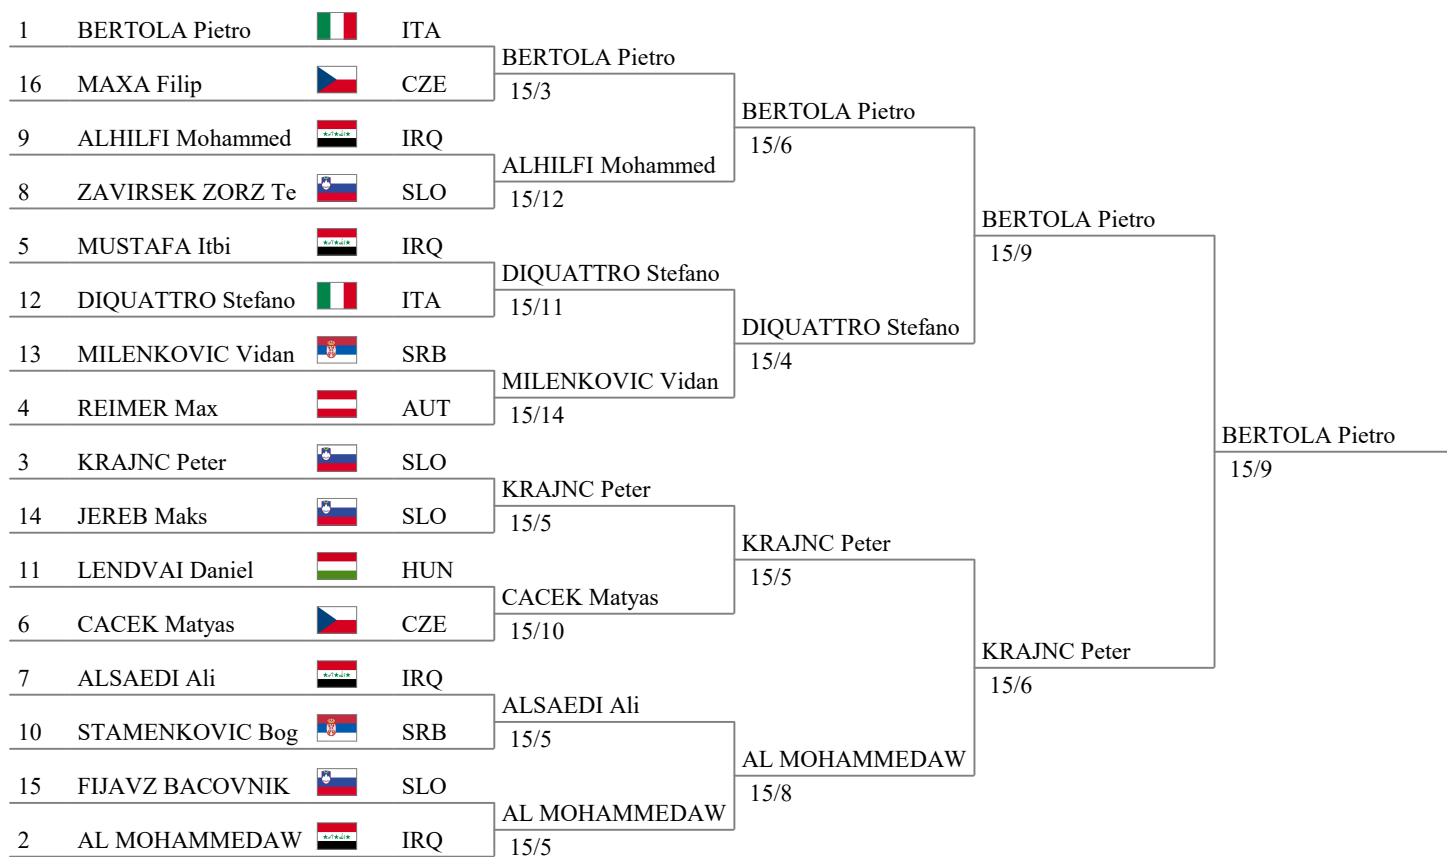 1 BERTOLA Pietro ITA
BERTOLA Pietro
16 MAXA Filip CZE
15/3
BERTOLA Pietro
9 ALHILFI Mohammed IRQ
15/6
ALHILFI Mohammed
8 ZAVIRSEK ZORZ Te SLO
15/12
BERTOLA Pietro
5 MUSTAFA Itbi IRQ
15/9
DIQUATTRO Stefano
12 DIQUATTRO Stefano ITA
15/11
DIQUATTRO Stefano
13 MILENKOVIC Vidan SRB
15/4
MILENKOVIC Vidan
4 REIMER Max AUT
15/14
BERTOLA Pietro
3 KRAJNC Peter SLO
15/9
KRAJNC Peter
14 JEREB Maks SLO
15/5
KRAJNC Peter
11 LENDVAI Daniel HUN
15/5
CACEK Matyas
6 CACEK Matyas CZE
15/10
KRAJNC Peter
7 ALSAEDI Ali IRQ
15/6
ALSAEDI Ali
10 STAMENKOVIC Bog SRB
15/5
AL MOHAMMEDAW
15 FIJAVZ BACOVNIK SLO
15/8
AL MOHAMMEDAW
2 AL MOHAMMEDAW IRQ
15/5